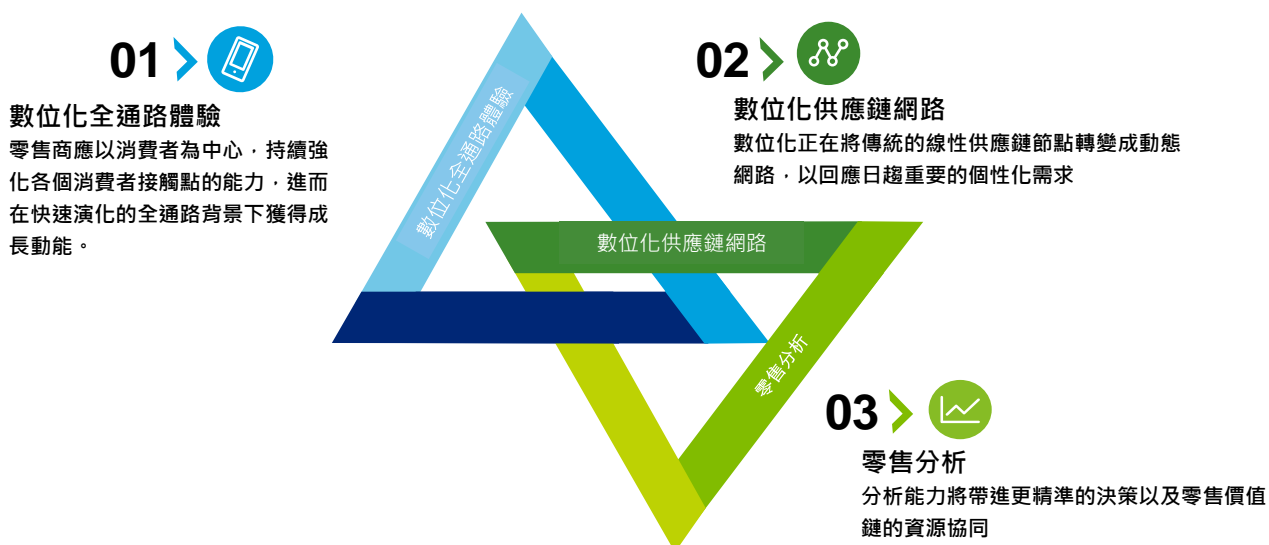 01
數位化全通路體驗
零售商應以消費者為中心，持續強
化各個消費者接觸點的能力，進而
在快速演化的全通路背景下獲得成
長動能。
02
數位化供應鏈網路
數位化正在將傳統的線性供應鏈節點轉變成動態
網路，以回應日趨重要的個性化需求
數位化全通路體驗
數位化供應鏈網路
零售分析
03
零售分析
分析能力將帶進更精準的決策以及零售價值
鏈的資源協同